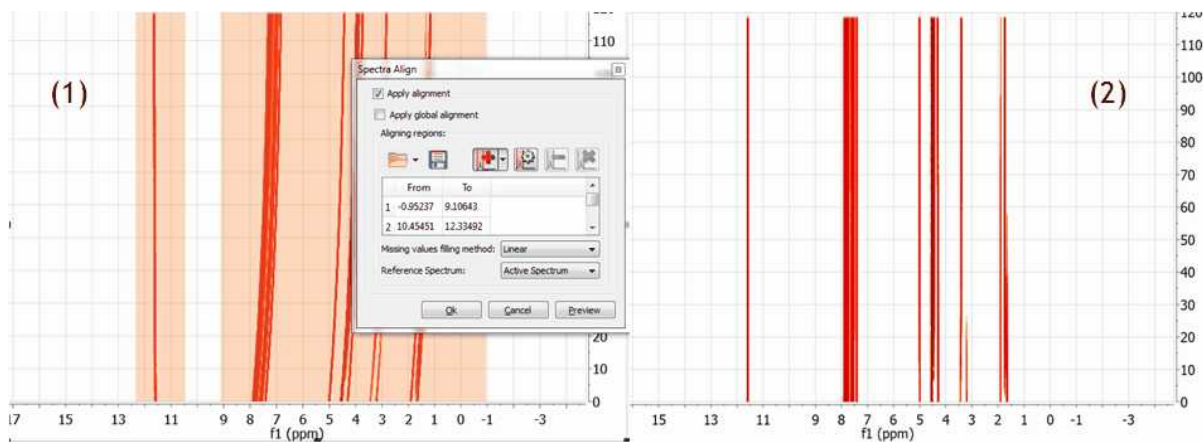 (1)
110
Spectra Align
Apply alignment
Apply global alignment
Aligning regions:
From To
1 -0.95237 9.10643
2 10.45451 12.33492
Missing values filling method: Linear
Reference Spectrum: Active Spectrum
Ok Cancel Preview
20
10
0
17 13 11 9 8 7 6 5 4 3 2 1 0 -1 -3
f1 (ppm)
(2)
120
110
100
90
80
70
60
50
40
30
20
10
0
15 13 11 9 8 7 6 5 4 3 2 1 0 -1 -3
f1 (ppm)